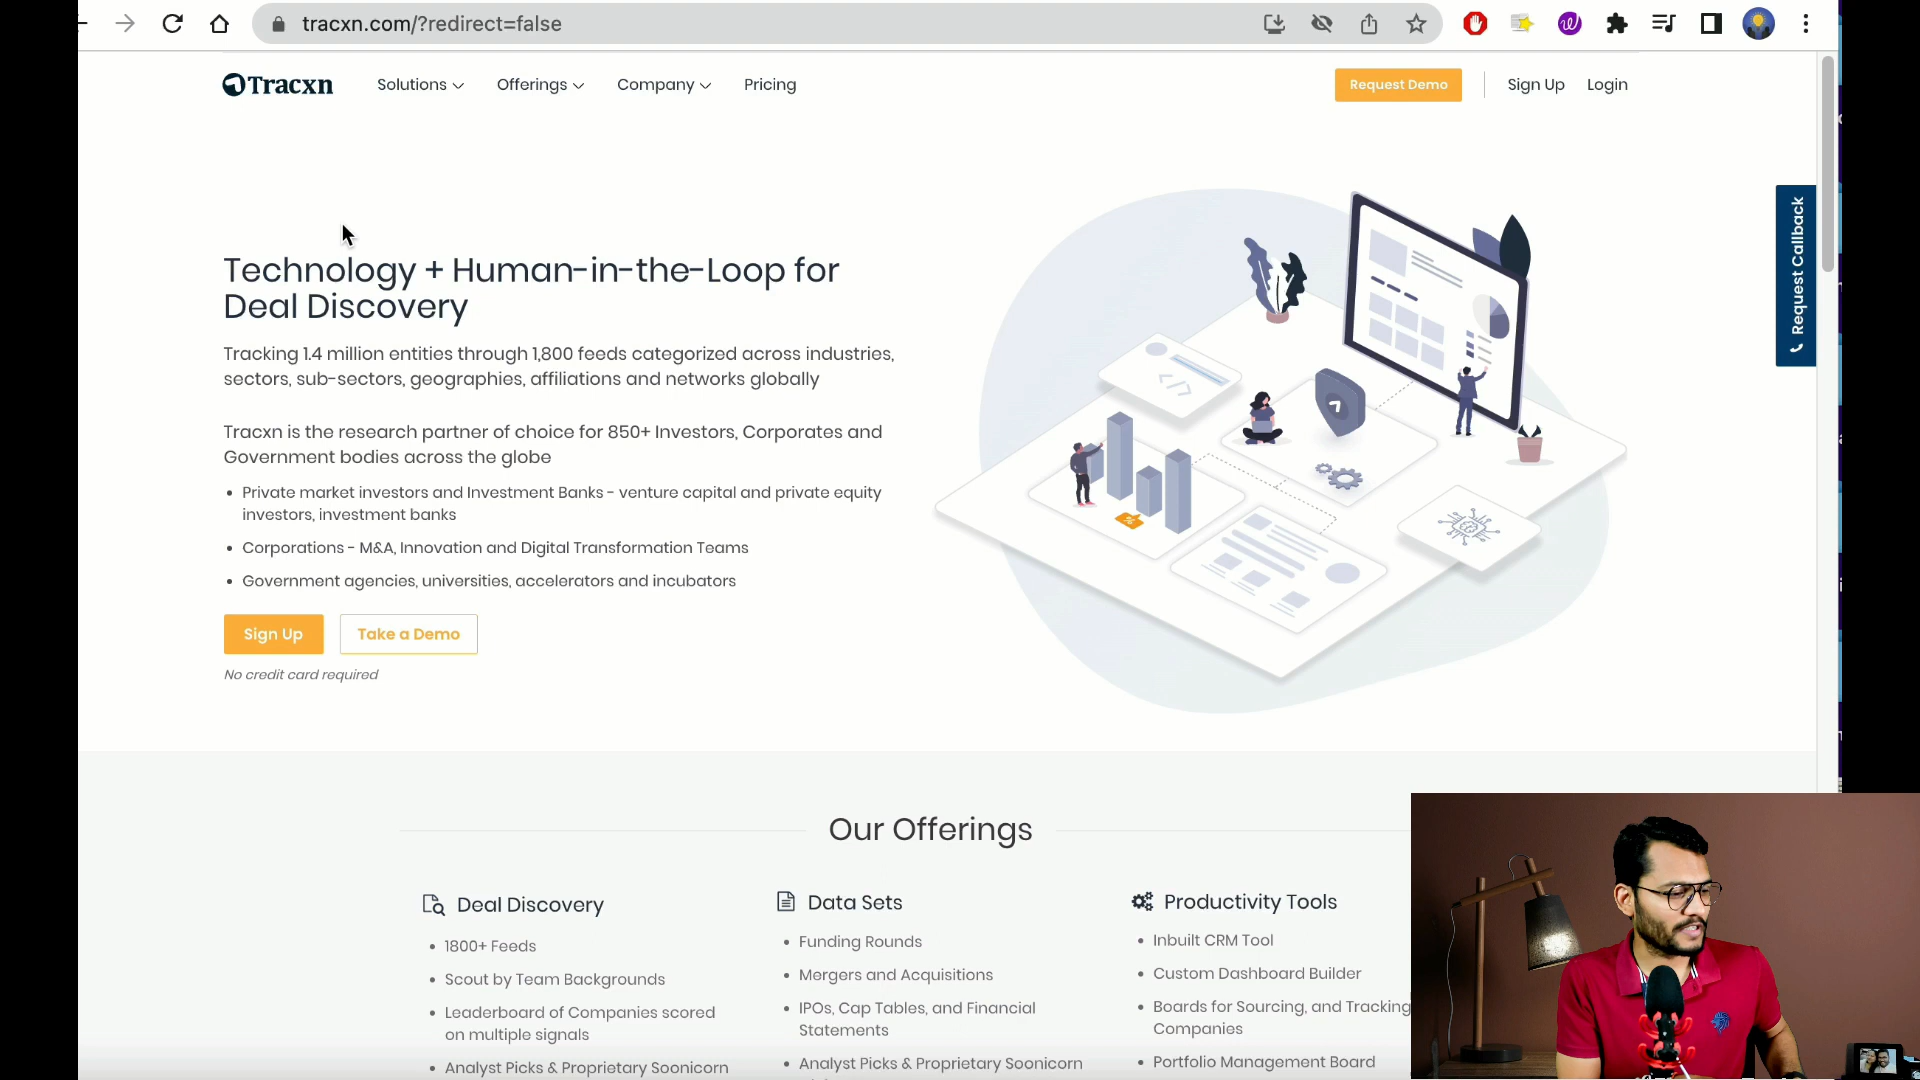 tracxn.com/?redirect=false
Tracxn
Solutions
Offerings
Company
Pricing
Request Demo
Sign Up
Login
Request Callback
Technology + Human-in-the-Loop for
Deal Discovery
Tracking 1.4 million entities through 1,800 feeds categorized across industries,
sectors, sub-sectors, geographies, affiliations and networks globally
Tracxn is the research partner of choice for 850+ Investors, Corporates and
Government bodies across the globe
• Private market investors and Investment Banks - venture capital and private equity
investors, investment banks
• Corporations - M&A, Innovation and Digital Transformation Teams
• Government agencies, universities, accelerators and incubators
Sign Up
Take a Demo
No credit card required
Our Offerings
Deal Discovery
• 1800+ Feeds
• Scout by Team Backgrounds
• Leaderboard of Companies scored
on multiple signals
• Analyst Picks & Proprietary Soonicorn
Data Sets
• Funding Rounds
• Mergers and Acquisitions
• IPOs, Cap Tables, and Financial
Statements
• Analyst Picks & Proprietary Soonicorn
Productivity Tools
• Inbuilt CRM Tool
• Custom Dashboard Builder
• Boards for Sourcing, and Tracking
Companies
• Portfolio Management Board